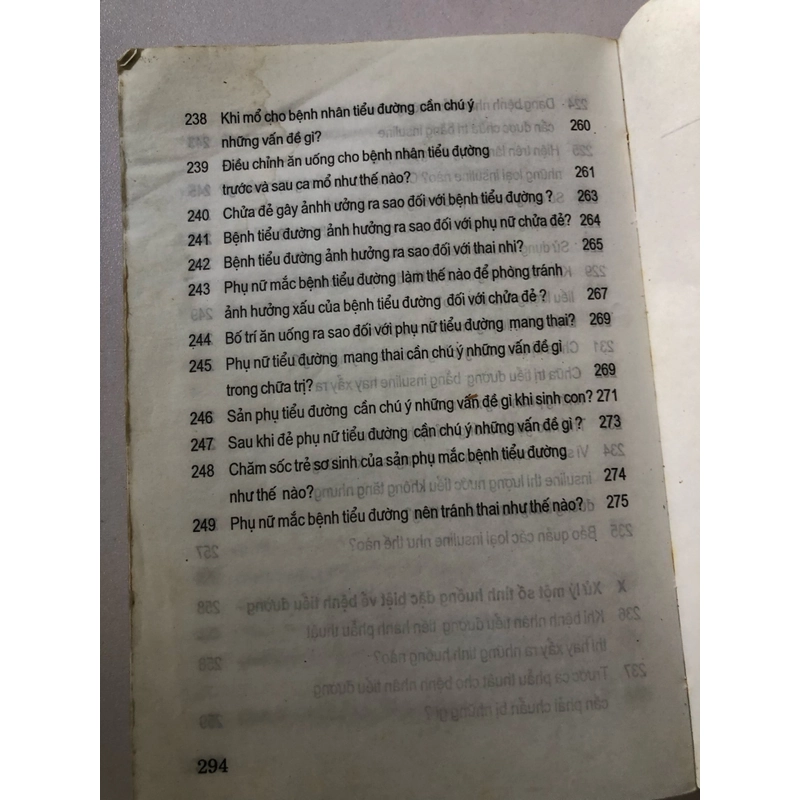 238 Khi mổ cho bệnh nhân tiểu đường cần chú ý
những vấn đề gì? 260
239 Điều chỉnh ăn uống cho bệnh nhân tiểu đường
trước và sau ca mổ như thế nào? 261
240 Chửa đẻ gây ảnhh ưởng ra sao đối với bệnh tiểu đường ? 263
241 Bệnh tiểu đường ảnh hưởng ra sao đối với phụ nữ chửa đẻ? 264
242 Bệnh tiểu đường ảnh hưởng ra sao đối với thai nhi? 265
243 Phụ nữ mắc bệnh tiểu đường làm thế nào để phòng tránh
ảnh hưởng xấu của bệnh tiểu đường đối với chửa đẻ ? 267
244 Bố trí ăn uống ra sao đối với phụ nữ tiểu đường mang thai? 269
245 Phụ nữ tiểu đường mang thai cần chú ý những vấn đề gì
trong chữa trị? 269
246 Sản phụ tiểu đường cần chú ý những vấn đề gì khi sinh con? 271
247 Sau khi đẻ phụ nữ tiểu đường cần chú ý những vấn đề gì ? 273
248 Chăm sốc trẻ sơ sinh của sản phụ mắc bệnh tiểu đường
như thế nào? 274
249 Phụ nữ mắc bệnh tiểu đường nên tránh thai như thế nào? 275
294